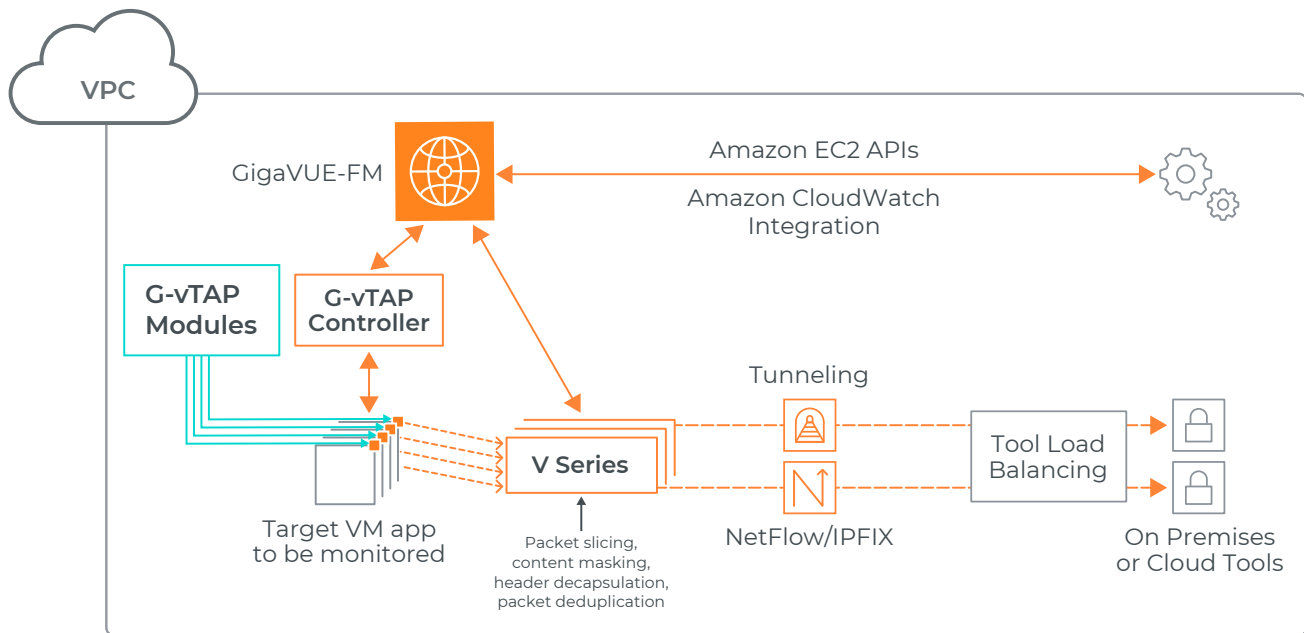 VPC
GigaVUE-FM
Amazon EC2 APIs
Amazon CloudWatch
Integration
G-vTAP
Modules
G-vTAP
Controller
Tunneling
V Series
Tool Load
Balancing
Target VM app
to be monitored
NetFlow/IPFIX
On Premises
or Cloud Tools
Packet slicing,
content masking,
header decapsulation,
packet deduplication